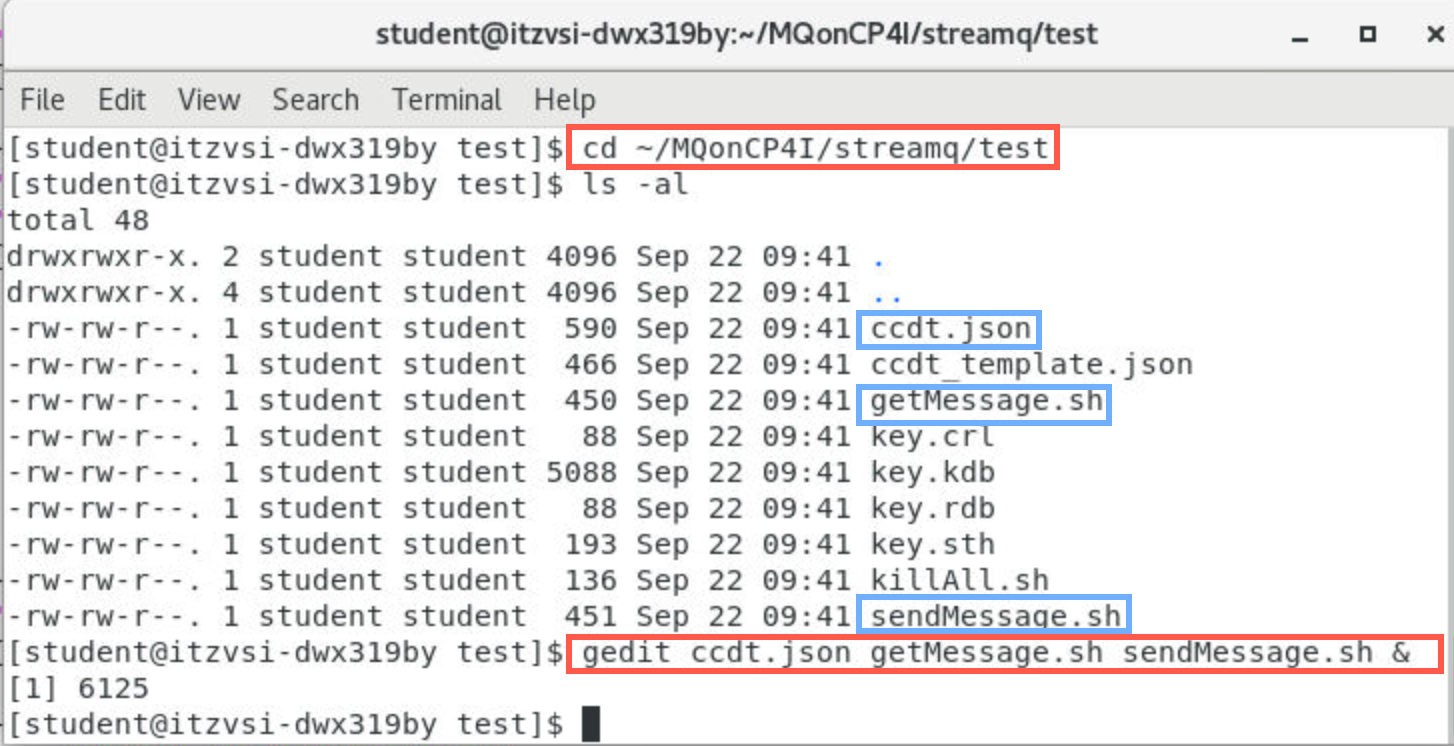 student@itzvsi-dwx319by:~/MQonCP4I/streamq/test
File Edit View Search Terminal Help
[student@itzvsi-dwx319by test]$ cd ~/MQonCP4I/streamq/test
[student@itzvsi-dwx319by test]$ ls -al
total 48
drwxrwxr-x. 2 student student 4096 Sep 22 09:41 .
drwxrwxr-x. 4 student student 4096 Sep 22 09:41 ..
-rw-rw-r--. 1 student student  590 Sep 22 09:41 ccdt.json
-rw-rw-r--. 1 student student  466 Sep 22 09:41 ccdt_template.json
-rw-rw-r--. 1 student student  450 Sep 22 09:41 getMessage.sh
-rw-rw-r--. 1 student student   88 Sep 22 09:41 key.crl
-rw-rw-r--. 1 student student 5088 Sep 22 09:41 key.kdb
-rw-rw-r--. 1 student student   88 Sep 22 09:41 key.rdb
-rw-rw-r--. 1 student student  193 Sep 22 09:41 key.sth
-rw-rw-r--. 1 student student  136 Sep 22 09:41 killAll.sh
-rw-rw-r--. 1 student student  451 Sep 22 09:41 sendMessage.sh
[student@itzvsi-dwx319by test]$ gedit ccdt.json getMessage.sh sendMessage.sh &
[1] 6125
[student@itzvsi-dwx319by test]$